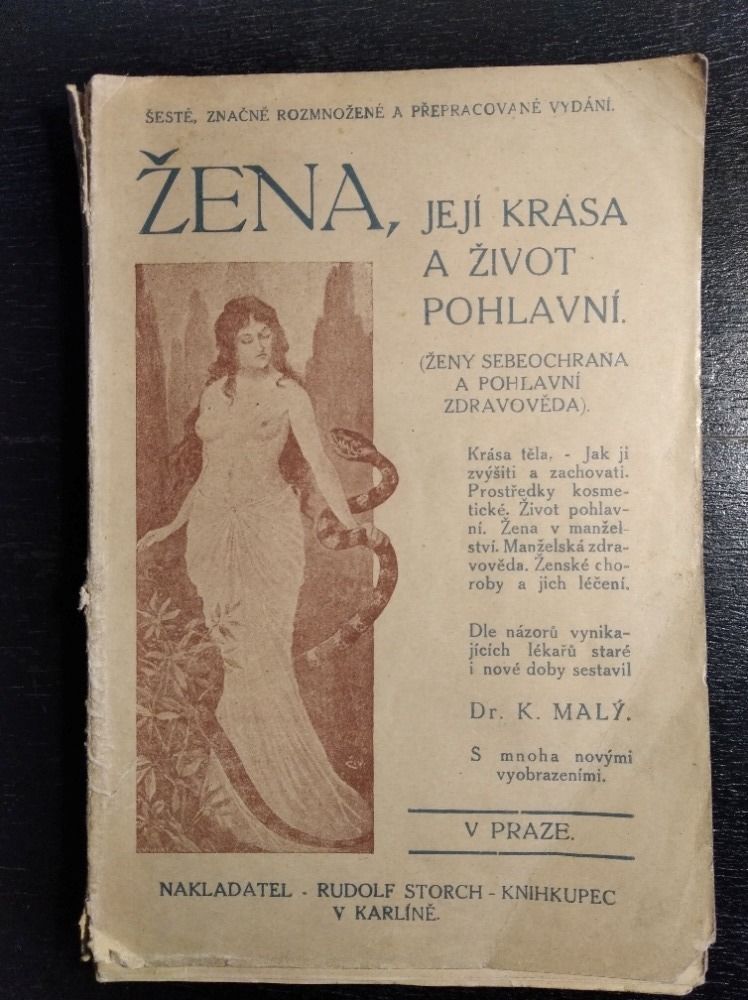 ŠESTÉ, ZNAČNĚ ROZMNOŽENÉ A PŘEPRACOVANÉ VYDÁNÍ.
ŽENA, JEJÍ KRÁSA
A ŽIVOT
POHLAVNÍ.
(ŽENY SEBEOCHRANA
A POHLAVNÍ
ZDRAVOVĚDA).
Krása těla. - Jak ji
zvýšiti a zachovati.
Prostředky kosme-
tické. Život pohlav-
ní. Žena v manžel-
ství. Manželská zdra-
vověda. Ženské cho-
roby a jich léčení.
Dle názorů vynika-
jících lékařů staré
i nové doby sestavil
Dr. K. MALÝ.
S mnoha novými
vyobrazeními.
V PRAZE.
NAKLADATEL - RUDOLF STORCH - KNIHKUPEC
V KARLÍNĚ.